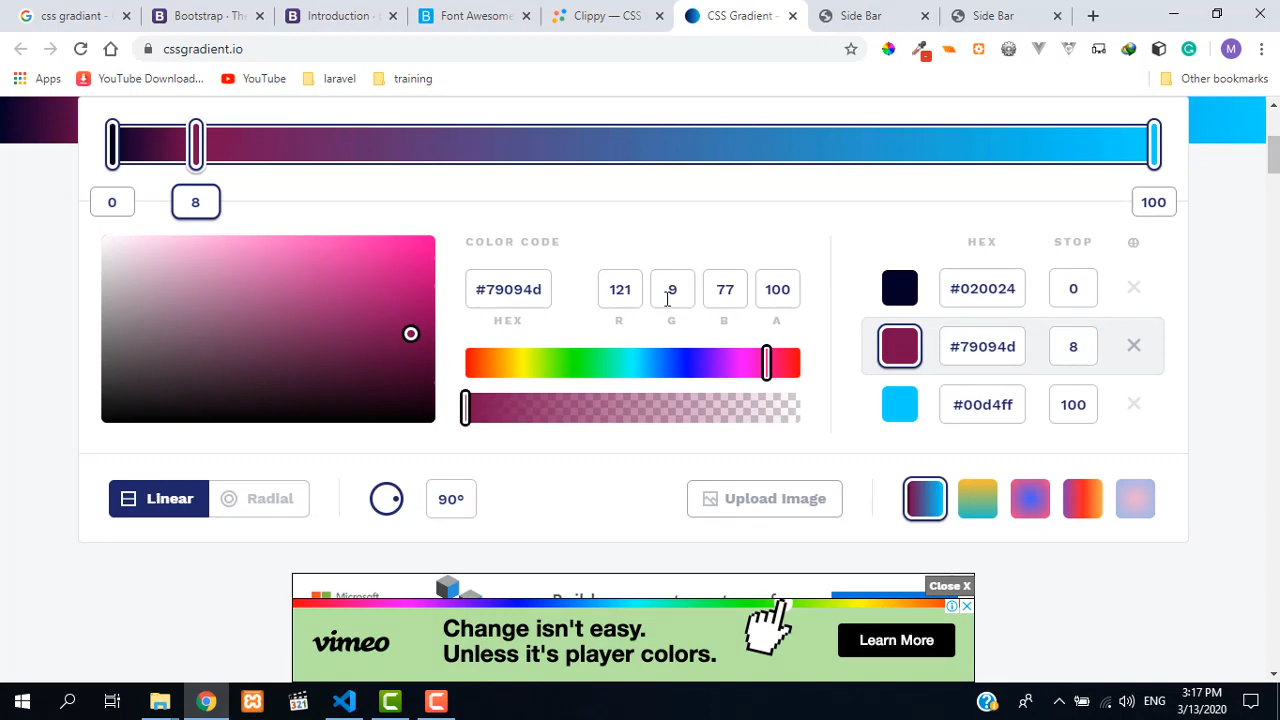 css gradiant -
Bootstrap · The
Introduction ·
Font Awesome
Clippy — CSS
CSS Gradient –
Side Bar
Side Bar
cssgradient.io
M
Apps
YouTube Download...
YouTube
laravel
training
Other bookmarks
0
8
100
COLOR CODE
HEX STOP
#79094d 121 9 77 100
HEX R G B A
#020024 0
#79094d 8
#00d4ff 100
Linear
Radial
90°
Upload Image
Close X
Microsoft
vimeo
Change isn't easy.
Unless it's player colors.
Learn More
321
ENG
3:17 PM
3/13/2020